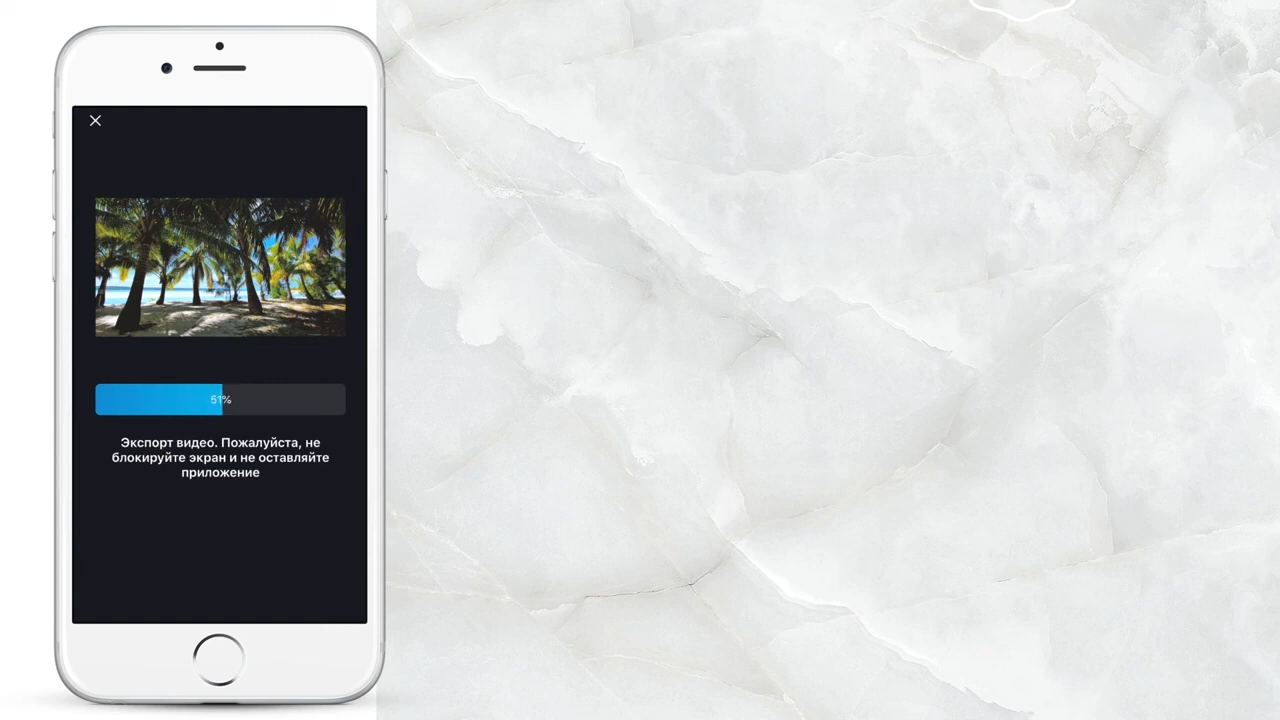 51%
Экспорт видео. Пожалуйста, не
блокируйте экран и не оставляйте
приложение